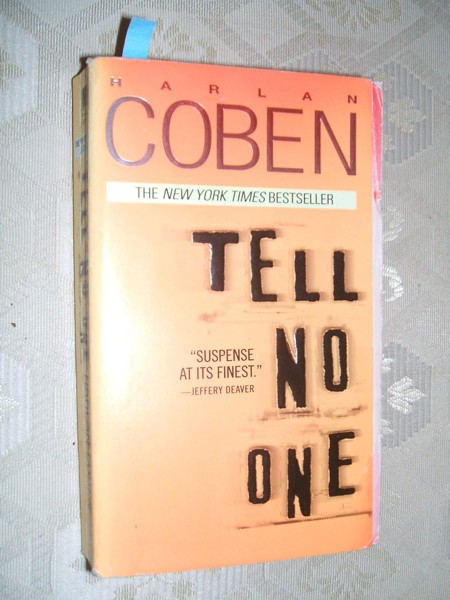 HARLAN
COBEN
THE NEW YORK TIMES BESTSELLER
TELL
NO
ONE
"SUSPENSE
AT ITS FINEST."
—JEFFERY DEAVER